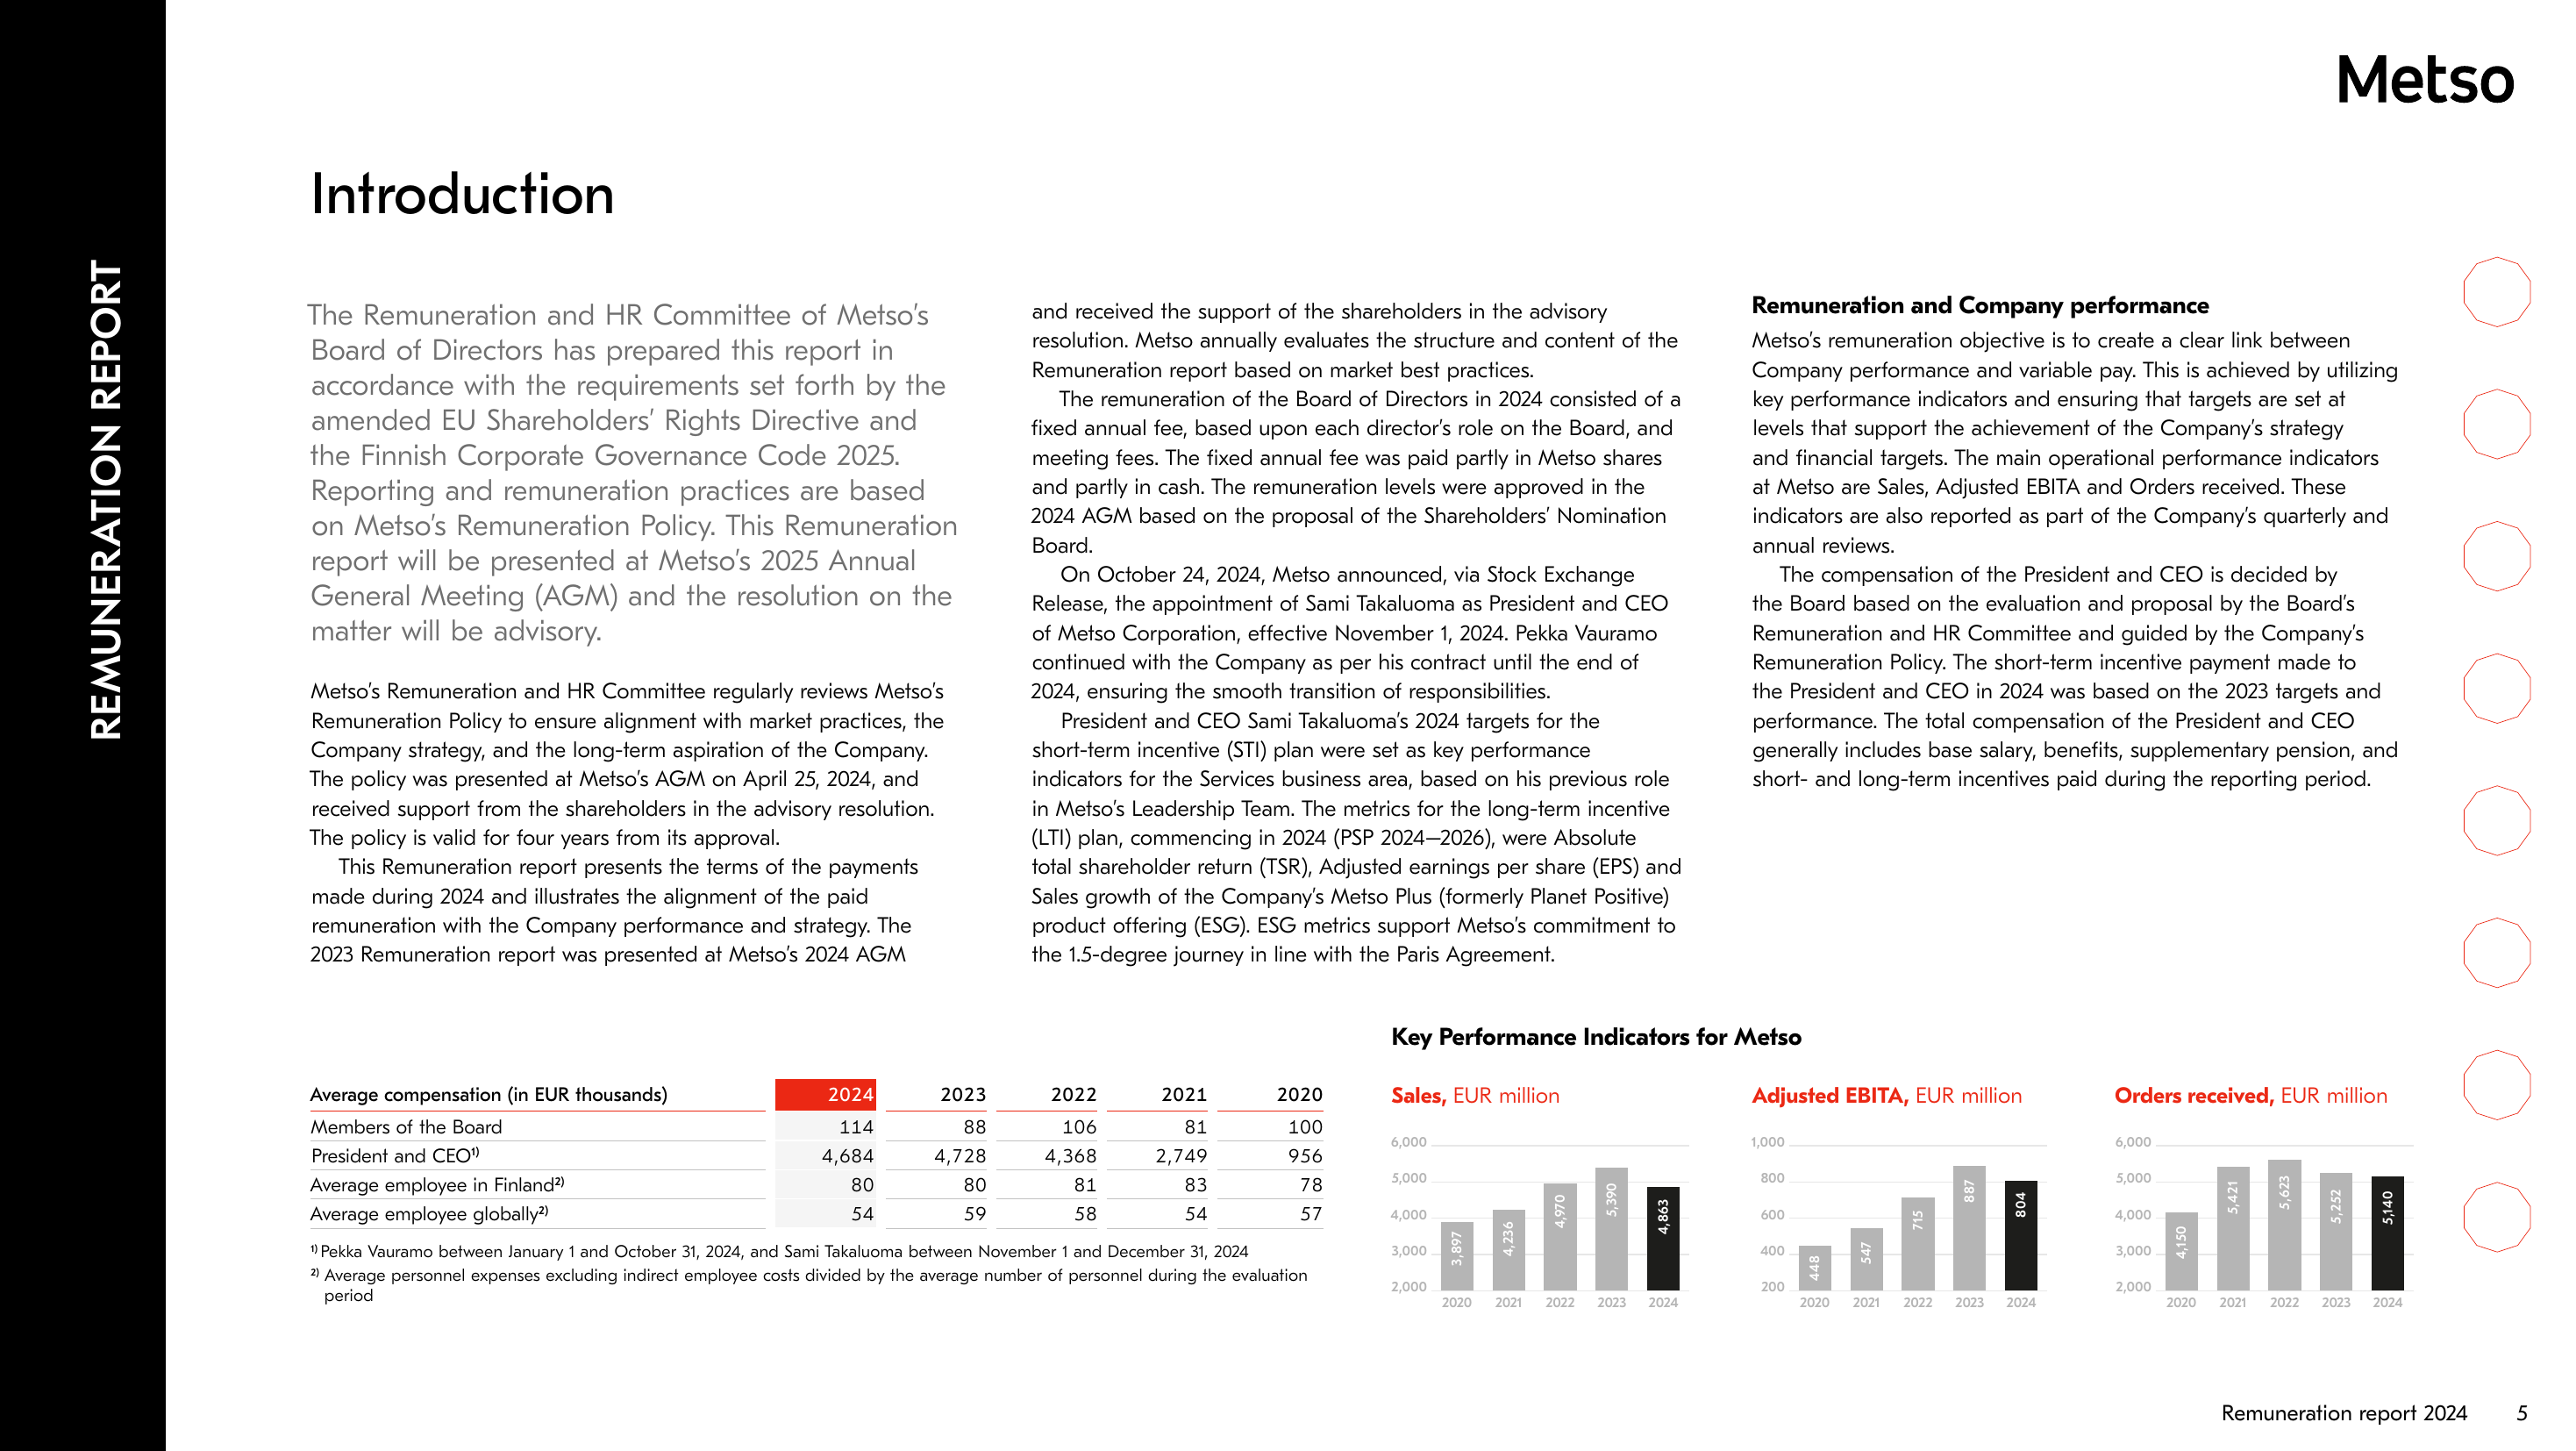 REMUNERATION REPORT
Metso
Introduction
The Remuneration and HR Committee of Metso's
Board of Directors has prepared this report in
accordance with the requirements set forth by the
amended EU Shareholders' Rights Directive and
the Finnish Corporate Governance Code 2025.
Reporting and remuneration practices are based
on Metso's Remuneration Policy. This Remuneration
report will be presented at Metso's 2025 Annual
General Meeting (AGM) and the resolution on the
matter will be advisory.
Metso's Remuneration and HR Committee regularly reviews Metso's
Remuneration Policy to ensure alignment with market practices, the
Company strategy, and the long-term aspiration of the Company.
The policy was presented at Metso's AGM on April 25, 2024, and
received support from the shareholders in the advisory resolution.
The policy is valid for four years from its approval.
This Remuneration report presents the terms of the payments
made during 2024 and illustrates the alignment of the paid
remuneration with the Company performance and strategy. The
2023 Remuneration report was presented at Metso's 2024 AGM
and received the support of the shareholders in the advisory
resolution. Metso annually evaluates the structure and content of the
Remuneration report based on market best practices.
The remuneration of the Board of Directors in 2024 consisted of a
fixed annual fee, based upon each director's role on the Board, and
meeting fees. The fixed annual fee was paid partly in Metso shares
and partly in cash. The remuneration levels were approved in the
2024 AGM based on the proposal of the Shareholders' Nomination
Board.
On October 24, 2024, Metso announced, via Stock Exchange
Release, the appointment of Sami Takaluoma as President and CEO
of Metso Corporation, effective November 1, 2024. Pekka Vauramo
continued with the Company as per his contract until the end of
2024, ensuring the smooth transition of responsibilities.
President and CEO Sami Takaluoma's 2024 targets for the
short-term incentive (STI) plan were set as key performance
indicators for the Services business area, based on his previous role
in Metso's Leadership Team. The metrics for the long-term incentive
(LTI) plan, commencing in 2024 (PSP 2024–2026), were Absolute
total shareholder return (TSR), Adjusted earnings per share (EPS) and
Sales growth of the Company's Metso Plus (formerly Planet Positive)
product offering (ESG). ESG metrics support Metso's commitment to
the 1.5-degree journey in line with the Paris Agreement.
Remuneration and Company performance
Metso's remuneration objective is to create a clear link between
Company performance and variable pay. This is achieved by utilizing
key performance indicators and ensuring that targets are set at
levels that support the achievement of the Company's strategy
and financial targets. The main operational performance indicators
at Metso are Sales, Adjusted EBITA and Orders received. These
indicators are also reported as part of the Company's quarterly and
annual reviews.
The compensation of the President and CEO is decided by
the Board based on the evaluation and proposal by the Board's
Remuneration and HR Committee and guided by the Company's
Remuneration Policy. The short-term incentive payment made to
the President and CEO in 2024 was based on the 2023 targets and
performance. The total compensation of the President and CEO
generally includes base salary, benefits, supplementary pension, and
short- and long-term incentives paid during the reporting period.
Average compensation (in EUR thousands) 2024 2023 2022 2021 2020
Members of the Board 114 88 106 81 100
President and CEO¹⁾ 4,684 4,728 4,368 2,749 956
Average employee in Finland²⁾ 80 80 81 83 78
Average employee globally²⁾ 54 59 58 54 57
¹⁾ Pekka Vauramo between January 1 and October 31, 2024, and Sami Takaluoma between November 1 and December 31, 2024
²⁾ Average personnel expenses excluding indirect employee costs divided by the average number of personnel during the evaluation
period
Key Performance Indicators for Metso
Sales, EUR million
6,000
5,000
4,000
3,000
2,000
3,897 4,236 4,970 5,390 4,863
2020 2021 2022 2023 2024
Adjusted EBITA, EUR million
1,000
800
600
400
200
448 547 715 887 804
2020 2021 2022 2023 2024
Orders received, EUR million
6,000
5,000
4,000
3,000
2,000
4,150 5,421 5,623 5,252 5,140
2020 2021 2022 2023 2024
Remuneration report 2024 5